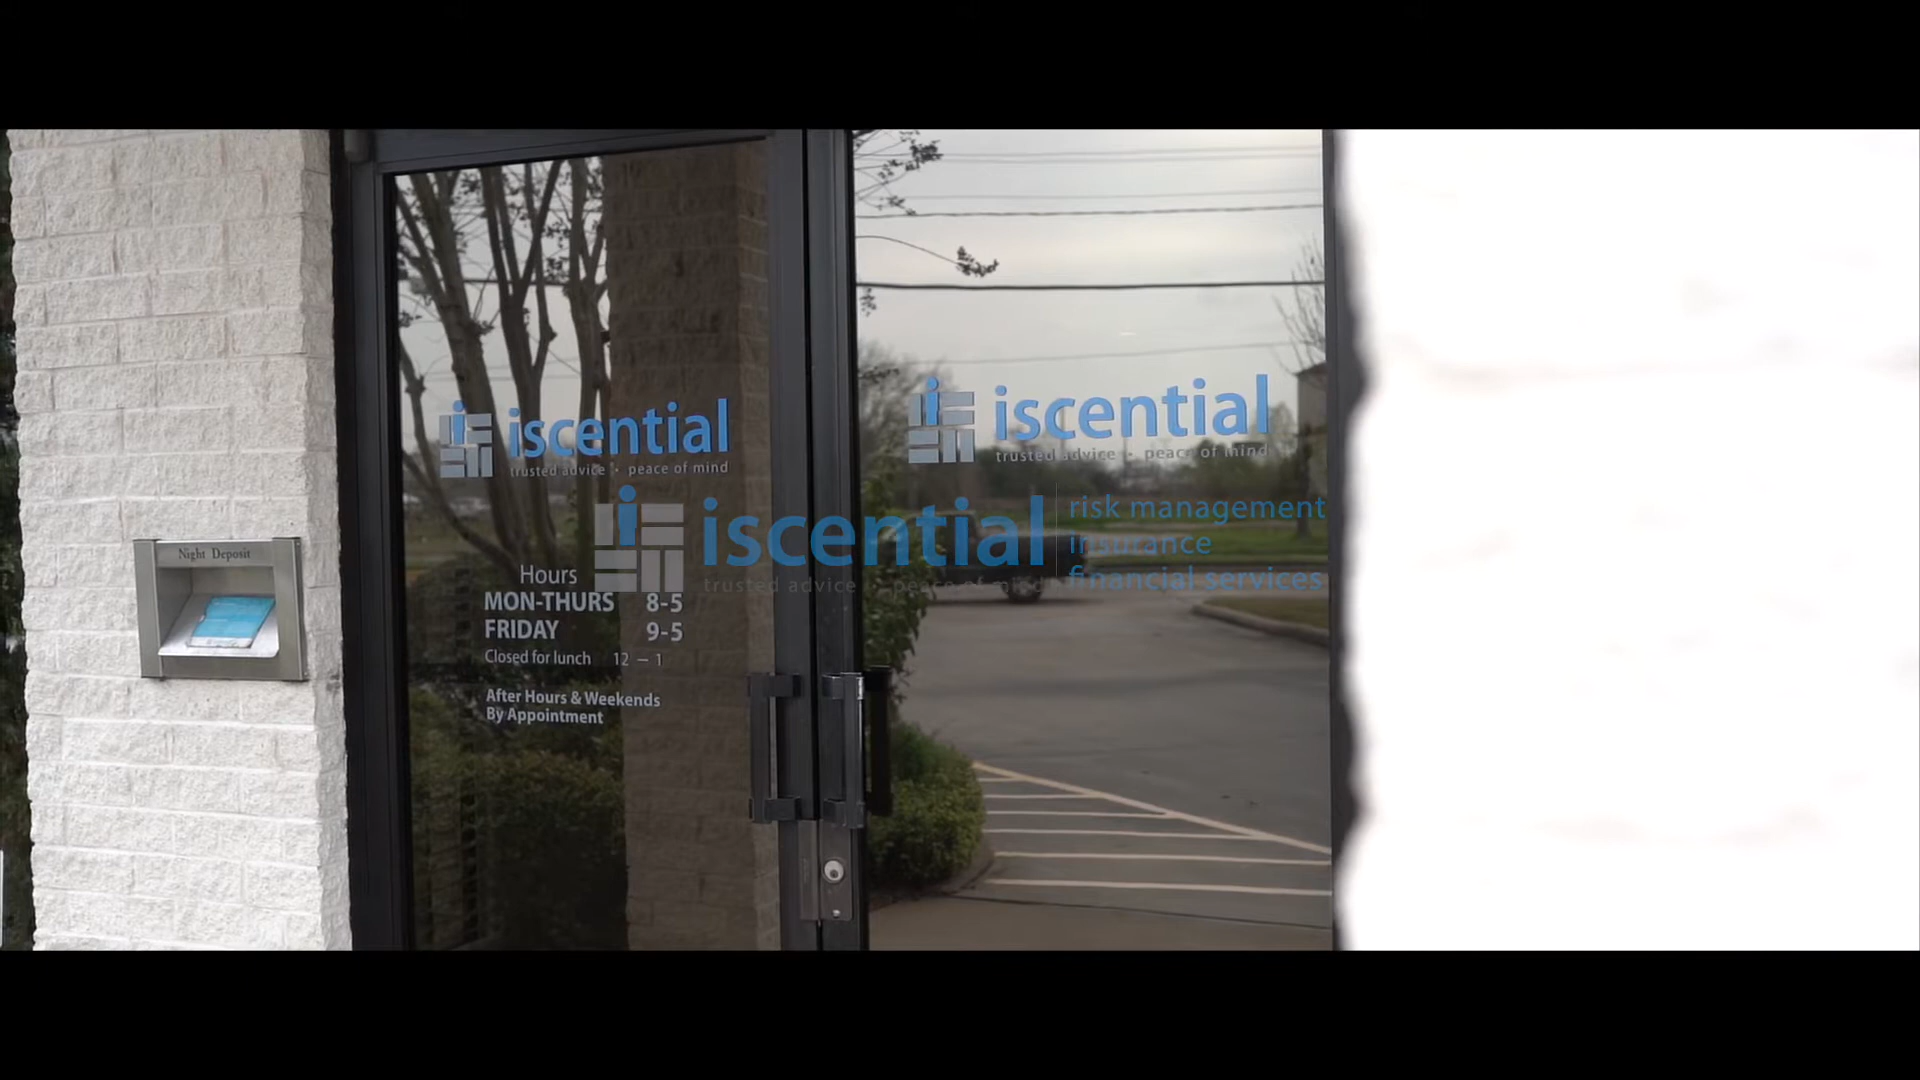 Night Deposit
iscential
trusted advice · peace of mind
Hours
MON-THURS 8-5
FRIDAY 9-5
Closed for lunch 12 – 1
After Hours & Weekends
By Appointment
iscential
trusted advice · peace of mind
iscential
trusted advice · peace of mind
risk management
insurance
financial services